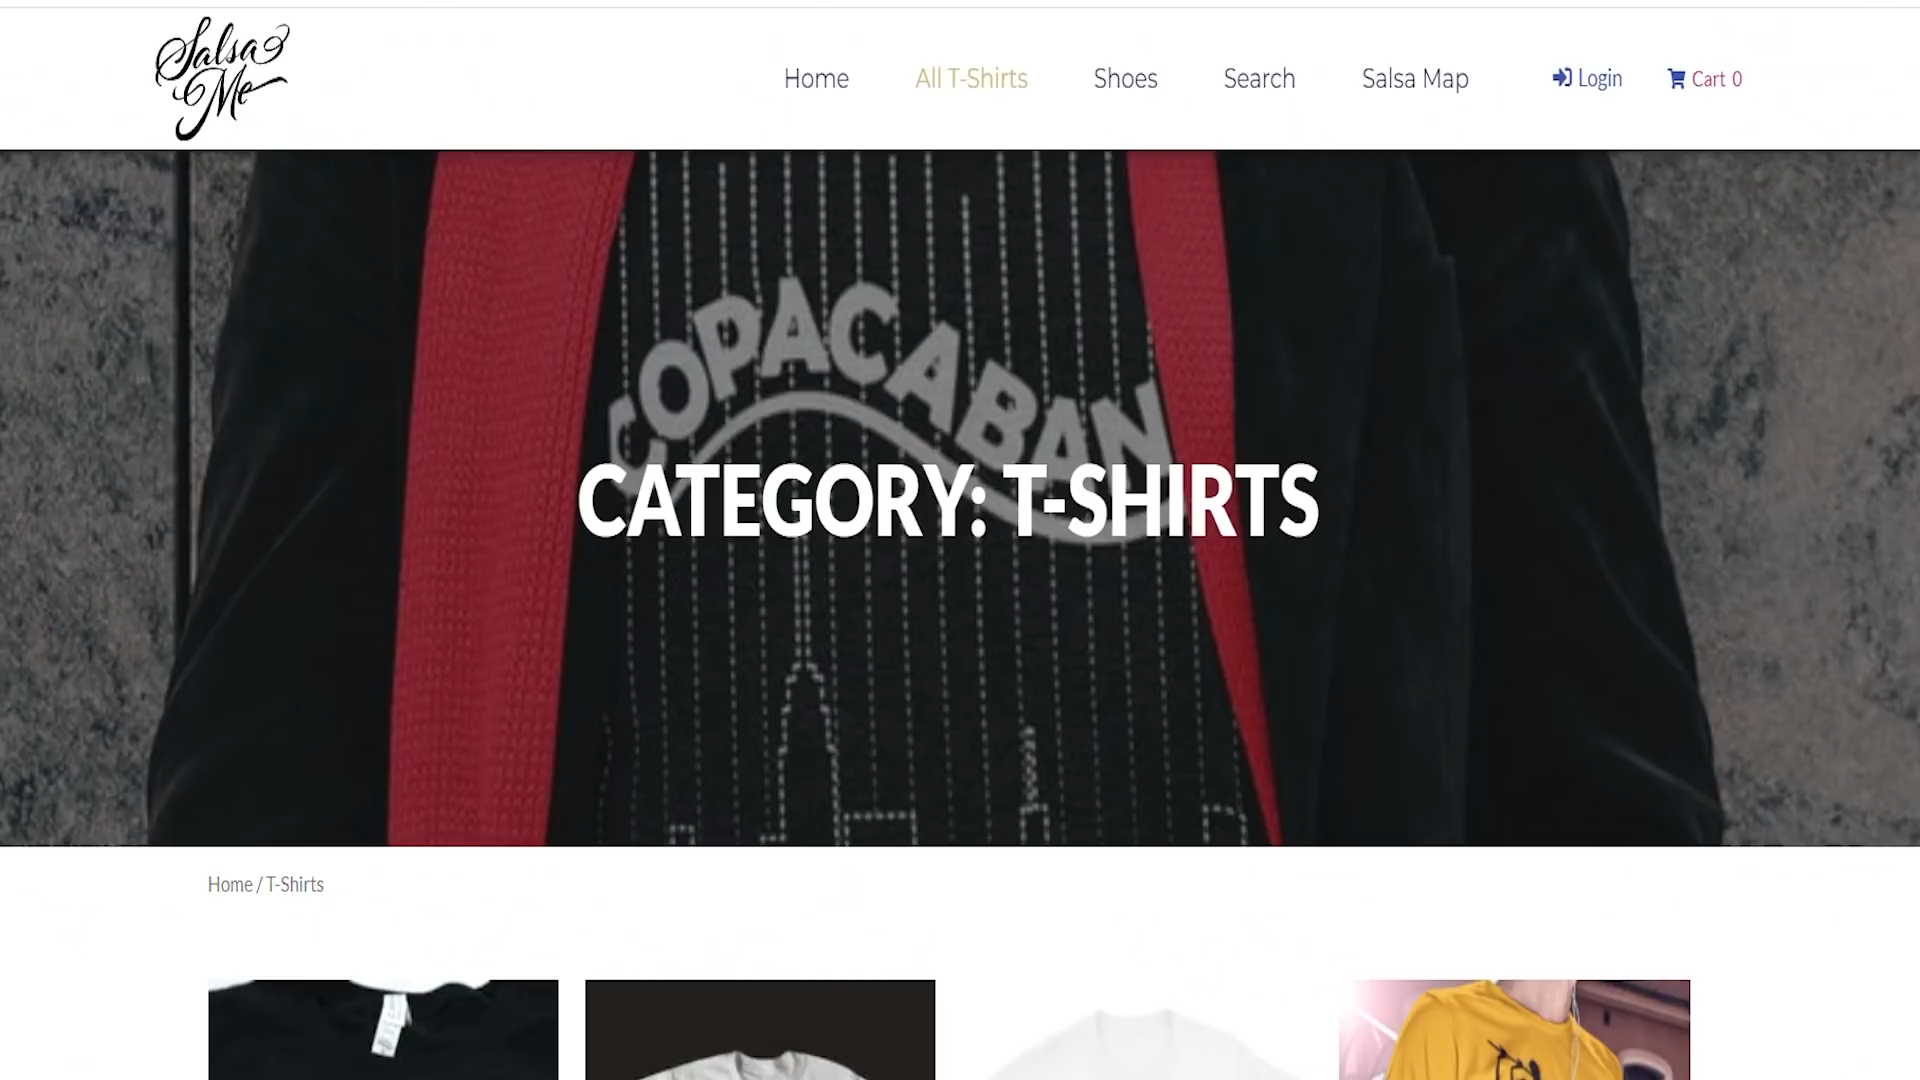 Salsa
Me
Home
All T-Shirts
Shoes
Search
Salsa Map
Login
Cart 0
COPACABAN
CATEGORY: T-SHIRTS
Home / T-Shirts